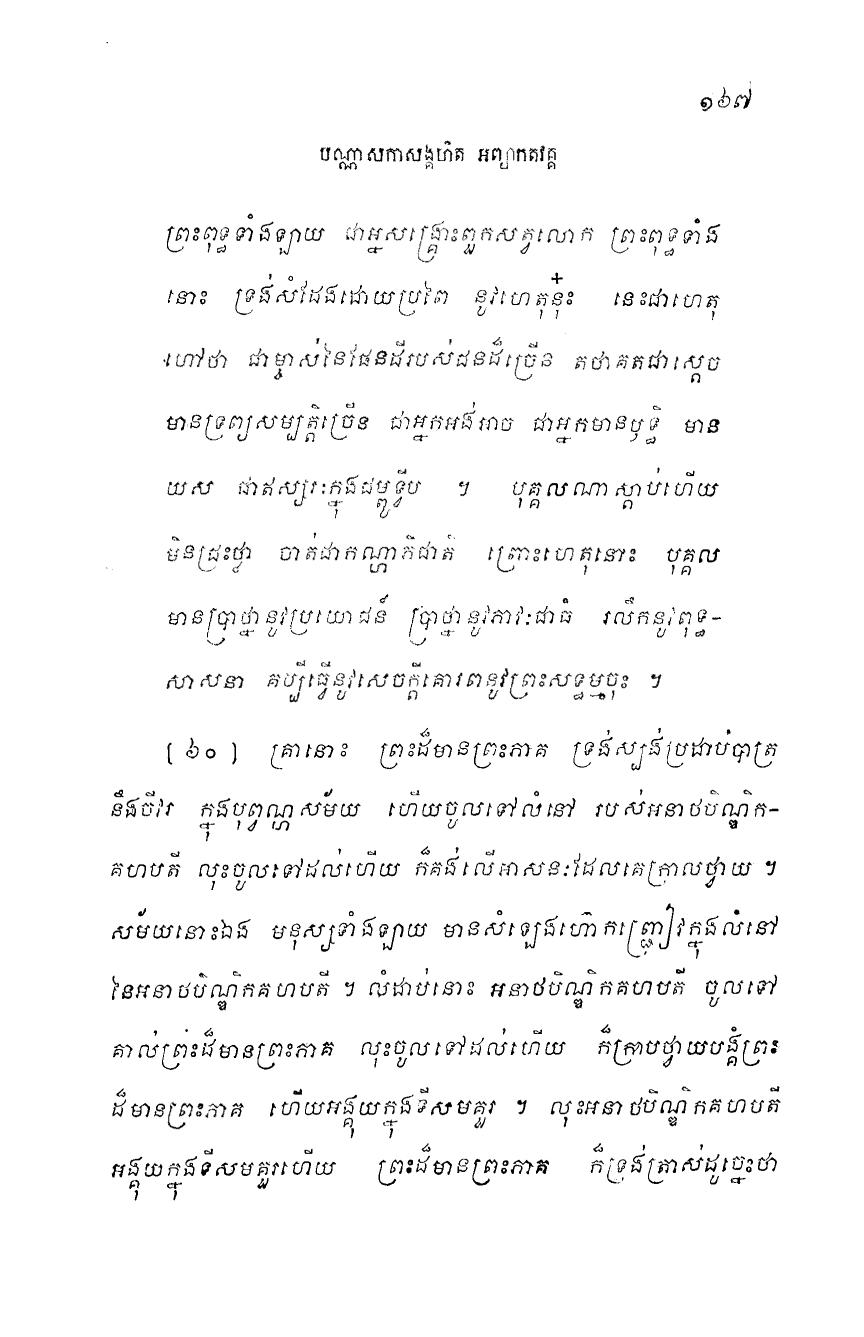 ១៦៧
បណ្ណាសកាសង្គហិត អព្យាកតវគ្គ
ព្រះពុទ្ធទាំងឡាយ ជាអ្នសង្គ្រោះពួកសត្វលោក ព្រះពុទ្ធទាំង
នោះ ទ្រង់សំដែងដោយប្រពៃ នូវហេតុនុ៎ះ នេះជាហេតុ
ហៅថា ជាម្ចាស់នៃផែនដីរបស់ជនដ៏ច្រើន តថាគតជាស្តេច
មានទ្រព្យសម្បត្តិច្រើន ជាអ្នកអង់អាច ជាអ្នកមានឫទ្ធិ មាន
យស ជាឥស្សរៈក្នុងជម្ពូទ្វីប ។ បុគ្គលណាស្តាប់ហើយ
មិនជ្រះថ្លា ចាត់ជាកណ្ហាភិជាតិ ព្រោះហេតុនោះ បុគ្គល
មានប្រាថ្នានូវប្រយោជន៍ ប្រាថ្នានូវភាវៈជាធំ រលឹកនូវពុទ្ធ-
សាសនា គប្បីធ្វើនូវសេចក្តីគោរពនូវព្រះសទ្ធម្មចុះ ។
[ ៦០ ] គ្រានោះ ព្រះដ៏មានព្រះភាគ ទ្រង់ស្បង់ប្រដាប់បាត្រ
នឹងចីវរ ក្នុងបុព្វណ្ហសម័យ ហើយចូលទៅលំនៅ របស់អនាថបិណ្ឌិក-
គហបតី លុះចូលទៅដល់ហើយ ក៏គង់លើអាសនៈដែលគេក្រាលថ្វាយ ។
សម័យនោះឯង មនុស្សទាំងឡាយ មានសំឡេងហ៊ោកញ្ជ្រៀវក្នុងលំនៅ
នៃអនាថបិណ្ឌិកគហបតី ។ លំដាប់នោះ អនាថបិណ្ឌិកគហបតី ចូលទៅ
គាល់ព្រះដ៏មានព្រះភាគ លុះចូលទៅដល់ហើយ ក៏ក្រាបថ្វាយបង្គំព្រះ
ដ៏មានព្រះភាគ ហើយអង្គុយក្នុងទីសមគួរ ។ លុះអនាថបិណ្ឌិកគហបតី
អង្គុយក្នុងទីសមគួរហើយ ព្រះដ៏មានព្រះភាគ ក៏ទ្រង់ត្រាស់ដូច្នេះថា